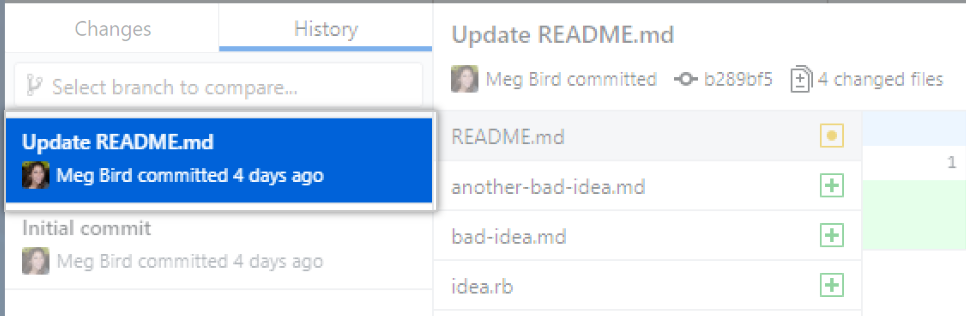 Changes
History
Select branch to compare...
Update README.md
Meg Bird committed 4 days ago
Initial commit
Meg Bird committed 4 days ago
Update README.md
Meg Bird committed b289bf5 4 changed files
README.md
another-bad-idea.md
bad-idea.md
idea.rb
1